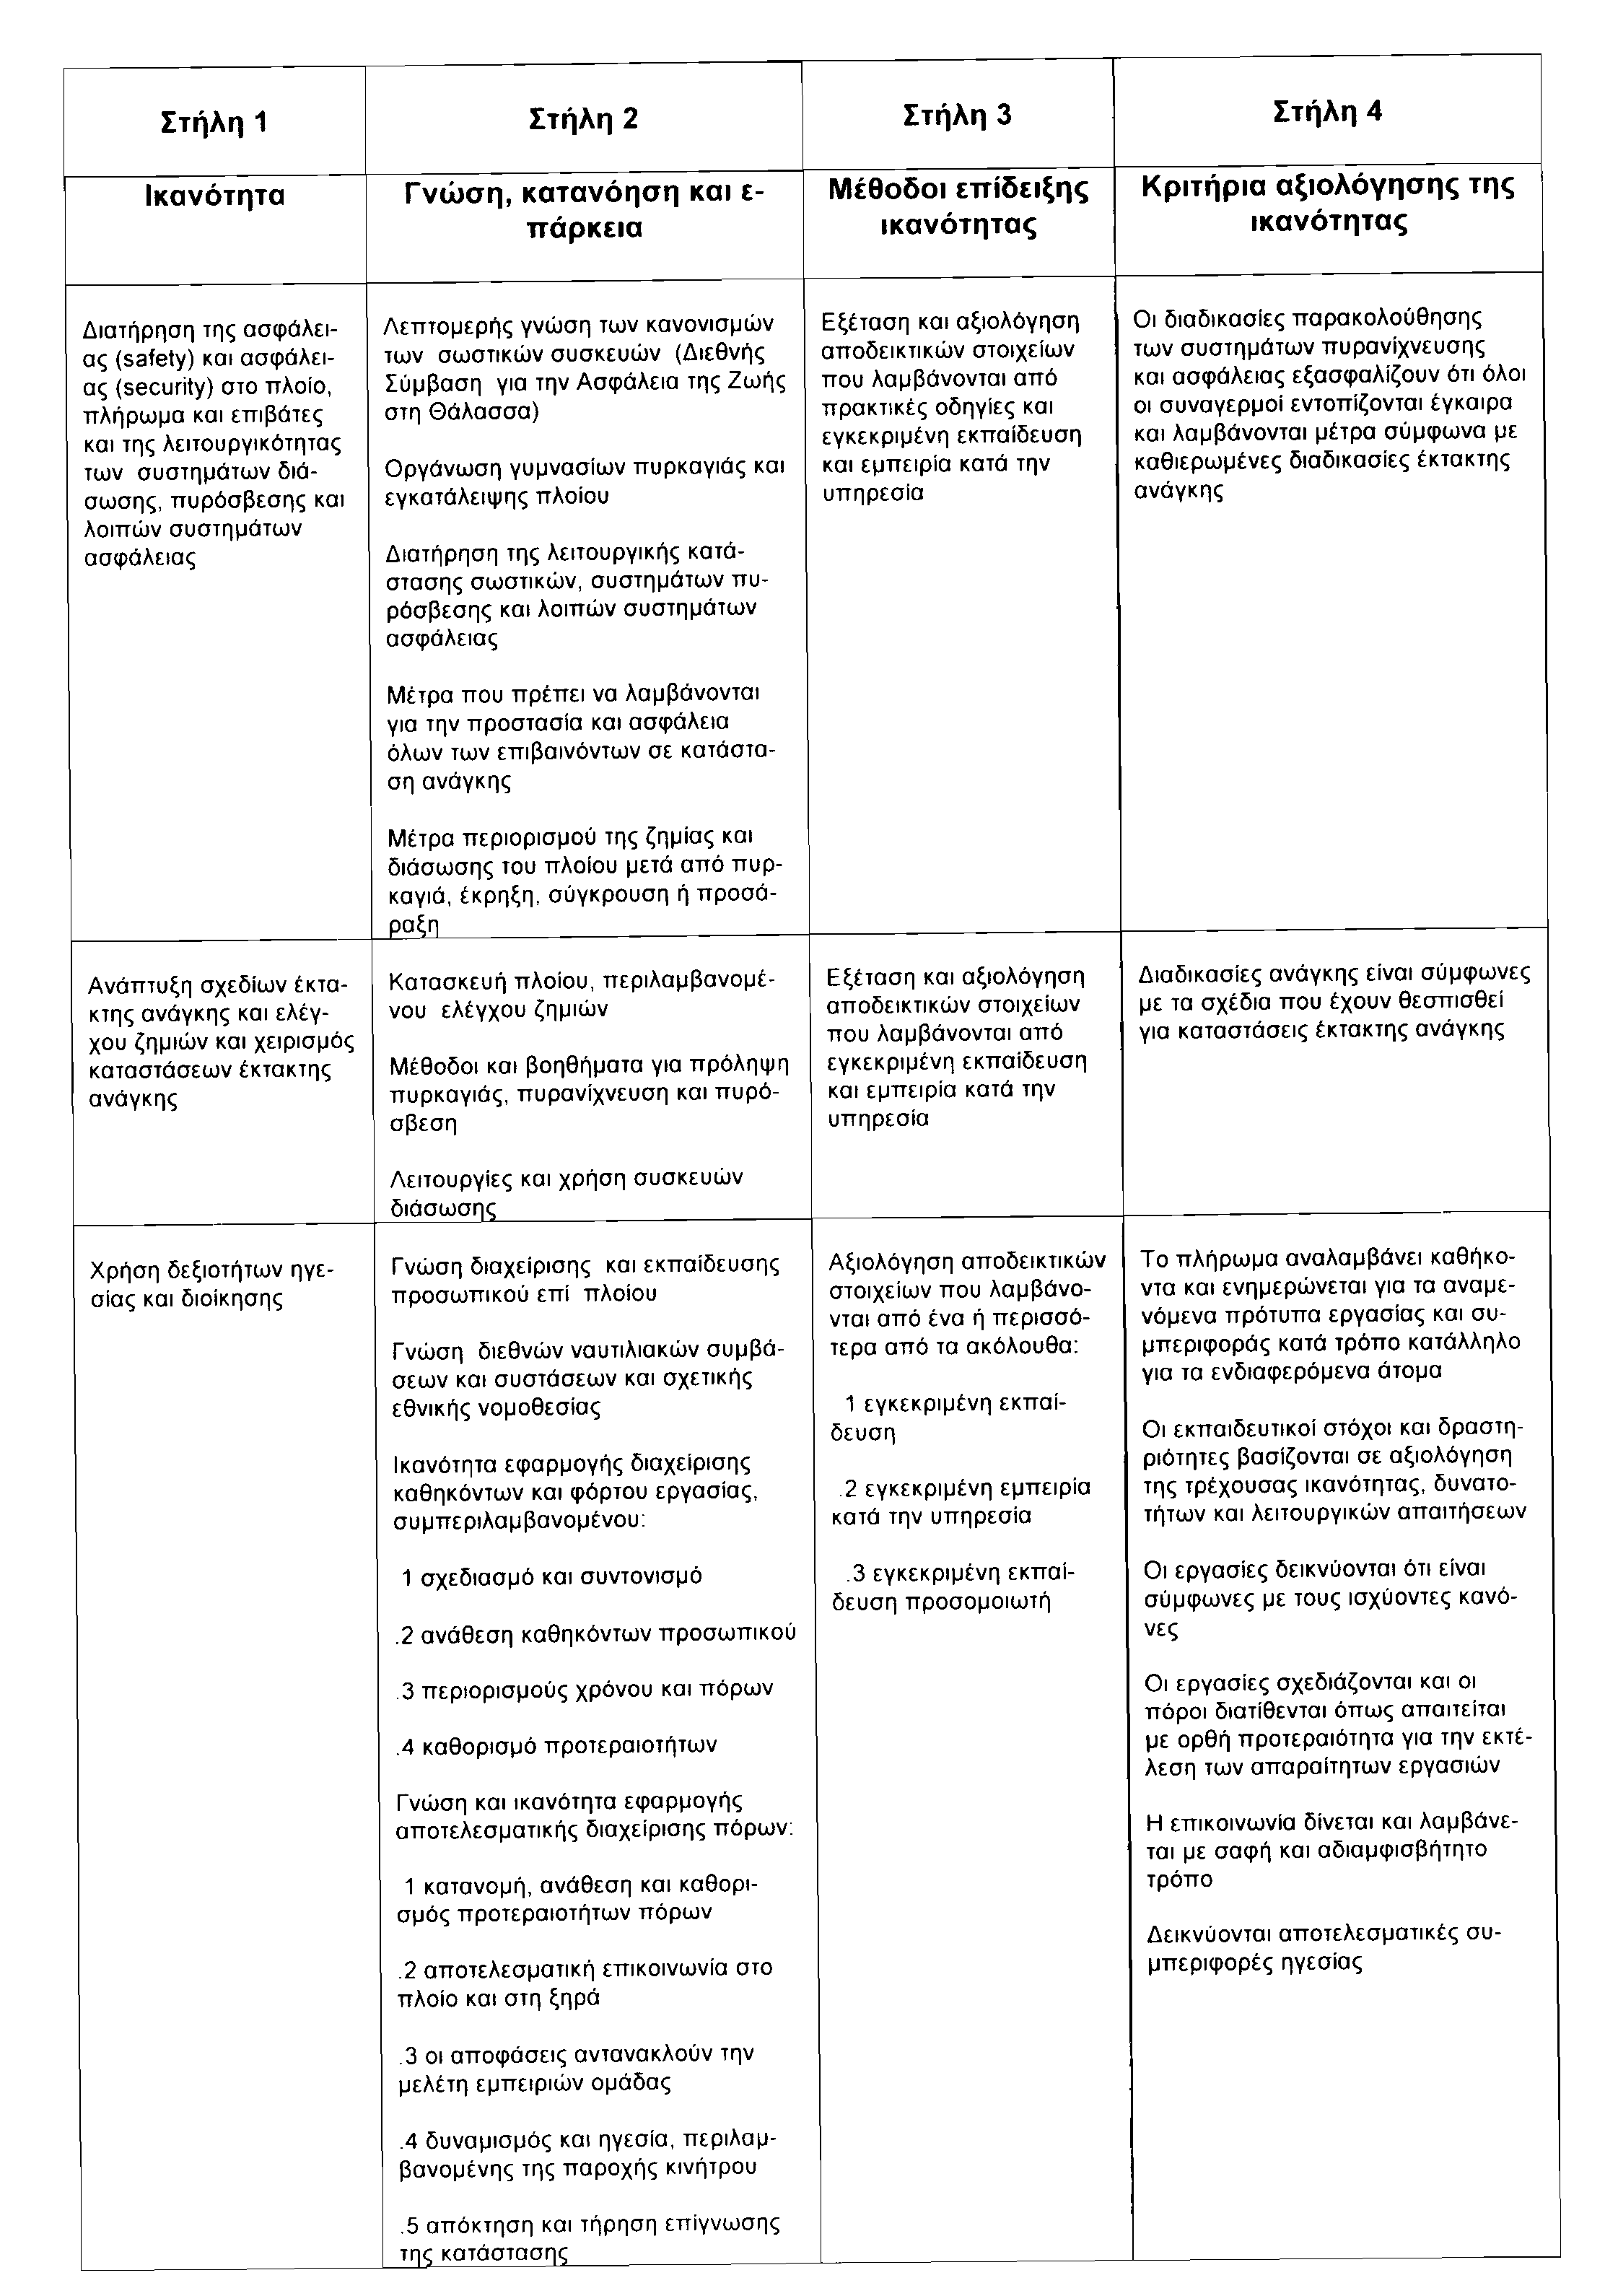 Στήλη 1
Στήλη 2
Στήλη 3
Στήλη 4
Ικανότητα
Γνώση, κατανόηση και ε-
πάρκεια
Μέθοδοι επίδειξης
ικανότητας
Κριτήρια αξιολόγησης της
ικανότητας
Διατήρηση της ασφάλει-
ας (safety) και ασφάλει-
ας (security) στο πλοίο,
πλήρωμα και επιβάτες
και της λειτουργικότητας
των συστημάτων διά-
σωσης, πυρόσβεσης και
λοιπών συστημάτων
ασφάλειας
Λεπτομερής γνώση των κανονισμών
των σωστικών συσκευών (Διεθνής
Σύμβαση για την Ασφάλεια της Ζωής
στη Θάλασσα)
Οργάνωση γυμνασίων πυρκαγιάς και
εγκατάλειψης πλοίου
Διατήρηση της λειτουργικής κατά-
στασης σωστικών, συστημάτων πυ-
ρόσβεσης και λοιπών συστημάτων
ασφάλειας
Μέτρα που πρέπει να λαμβάνονται
για την προστασία και ασφάλεια
όλων των επιβαινόντων σε κατάστα-
ση ανάγκης
Μέτρα περιορισμού της ζημίας και
διάσωσης του πλοίου μετά από πυρ-
καγιά, έκρηξη, σύγκρουση ή προσά-
ραξη
Εξέταση και αξιολόγηση
αποδεικτικών στοιχείων
που λαμβάνονται από
πρακτικές οδηγίες και
εγκεκριμένη εκπαίδευση
και εμπειρία κατά την
υπηρεσία
Οι διαδικασίες παρακολούθησης
των συστημάτων πυρανίχνευσης
και ασφάλειας εξασφαλίζουν ότι όλοι
οι συναγερμοί εντοπίζονται έγκαιρα
και λαμβάνονται μέτρα σύμφωνα με
καθιερωμένες διαδικασίες έκτακτης
ανάγκης
Ανάπτυξη σχεδίων έκτα-
κτης ανάγκης και ελέγ-
χου ζημιών και χειρισμός
καταστάσεων έκτακτης
ανάγκης
Κατασκευή πλοίου, περιλαμβανομέ-
νου ελέγχου ζημιών
Μέθοδοι και βοηθήματα για πρόληψη
πυρκαγιάς, πυρανίχνευση και πυρό-
σβεση
Λειτουργίες και χρήση συσκευών
διάσωσης
Εξέταση και αξιολόγηση
αποδεικτικών στοιχείων
που λαμβάνονται από
εγκεκριμένη εκπαίδευση
και εμπειρία κατά την
υπηρεσία
Διαδικασίες ανάγκης είναι σύμφωνες
με τα σχέδια που έχουν θεσπισθεί
για καταστάσεις έκτακτης ανάγκης
Χρήση δεξιοτήτων ηγε-
σίας και διοίκησης
Γνώση διαχείρισης και εκπαίδευσης
προσωπικού επί πλοίου
Γνώση διεθνών ναυτιλιακών συμβά-
σεων και συστάσεων και σχετικής
εθνικής νομοθεσίας
Ικανότητα εφαρμογής διαχείρισης
καθηκόντων και φόρτου εργασίας,
συμπεριλαμβανομένου:
1 σχεδιασμό και συντονισμό
.2 ανάθεση καθηκόντων προσωπικού
.3 περιορισμούς χρόνου και πόρων
.4 καθορισμό προτεραιοτήτων
Γνώση και ικανότητα εφαρμογής
αποτελεσματικής διαχείρισης πόρων:
1 κατανομή, ανάθεση και καθορι-
σμός προτεραιοτήτων πόρων
.2 αποτελεσματική επικοινωνία στο
πλοίο και στη ξηρά
.3 οι αποφάσεις αντανακλούν την
μελέτη εμπειριών ομάδας
.4 δυναμισμός και ηγεσία, περιλαμ-
βανομένης της παροχής κινήτρου
.5 απόκτηση και τήρηση επίγνωσης
της κατάστασης
Αξιολόγηση αποδεικτικών
στοιχείων που λαμβάνο-
νται από ένα ή περισσό-
τερα από τα ακόλουθα:
1 εγκεκριμένη εκπαί-
δευση
.2 εγκεκριμένη εμπειρία
κατά την υπηρεσία
.3 εγκεκριμένη εκπαί-
δευση προσομοιωτή
Το πλήρωμα αναλαμβάνει καθήκο-
ντα και ενημερώνεται για τα αναμε-
νόμενα πρότυπα εργασίας και συ-
μπεριφοράς κατά τρόπο κατάλληλο
για τα ενδιαφερόμενα άτομα
Οι εκπαιδευτικοί στόχοι και δραστη-
ριότητες βασίζονται σε αξιολόγηση
της τρέχουσας ικανότητας, δυνατο-
τήτων και λειτουργικών απαιτήσεων
Οι εργασίες δεικνύονται ότι είναι
σύμφωνες με τους ισχύοντες κανό-
νες
Οι εργασίες σχεδιάζονται και οι
πόροι διατίθενται όπως απαιτείται
με ορθή προτεραιότητα για την εκτέ-
λεση των απαραίτητων εργασιών
Η επικοινωνία δίνεται και λαμβάνε-
ται με σαφή και αδιαμφισβήτητο
τρόπο
Δεικνύονται αποτελεσματικές συ-
μπεριφορές ηγεσίας